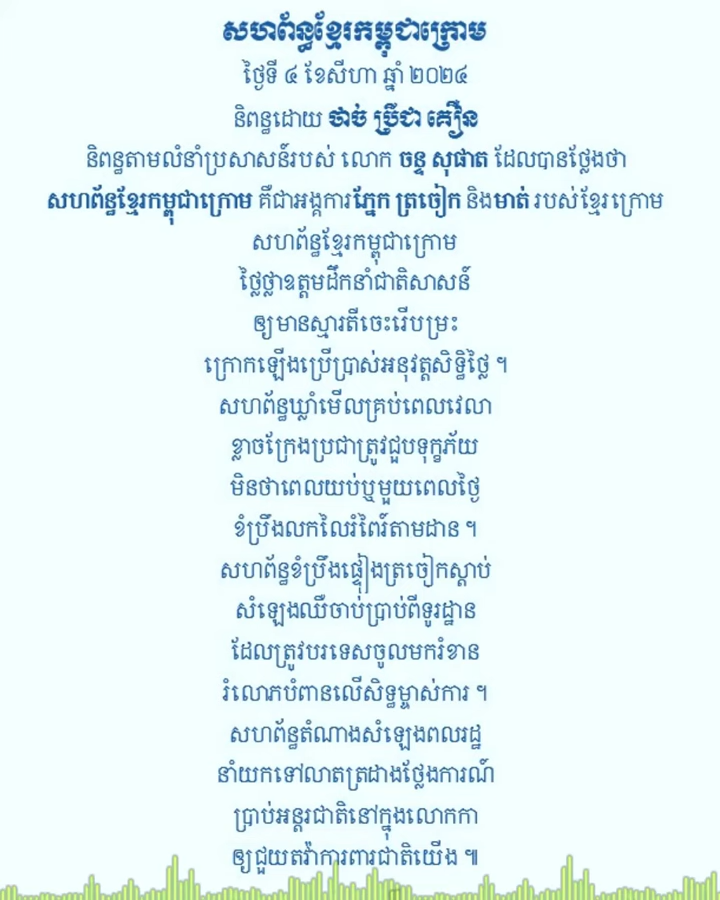 សហព័ន្ធខ្មែរកម្ពុជាក្រោម
ថ្ងៃទី ៤ ខែសីហា ឆ្នាំ ២០២៤
និពន្ធដោយ ថាច់ ប្រីជា គឿន
និពន្ធតាមលំនាំប្រសាសន៍របស់ លោក ចន្ទ សុផាត ដែលបានថ្លែងថា
សហព័ន្ធខ្មែរកម្ពុជាក្រោម គឺជាអង្គការភ្នែក ត្រចៀក និងមាត់ របស់ខ្មែរក្រោម
សហព័ន្ធខ្មែរកម្ពុជាក្រោម
ថ្លៃថ្លាឧត្តមដឹកនាំជាតិសាសន៍
ឲ្យមានស្មារតីចេះរើបម្រះ
ក្រោកឡើងប្រើប្រាស់អនុវត្តសិទ្ធិថ្លៃ ។
សហព័ន្ធឃ្លាំមើលគ្រប់ពេលវេលា
ខ្លាចក្រែងប្រជាត្រូវជួបទុក្ខភ័យ
មិនថាពេលយប់ឬមួយពេលថ្ងៃ
ខំប្រឹងលកលៃរំពៃរ៍តាមដាន ។
សហព័ន្ធខំប្រឹងផ្ទៀងត្រចៀកស្តាប់
សំឡេងឈឺចាប់ប្រាប់ពីទូរដ្ឋាន
ដែលត្រូវបរទេសចូលមករំខាន
រំលោភបំពានលើសិទ្ធម្ចាស់ការ ។
សហព័ន្ធតំណាងសំឡេងពលរដ្ឋ
នាំយកទៅលាតត្រដាងថ្លែងការណ៍
ប្រាប់អន្តរជាតិនៅក្នុងលោកកា
ឲ្យជួយតវ៉ាការពារជាតិយើង ៕